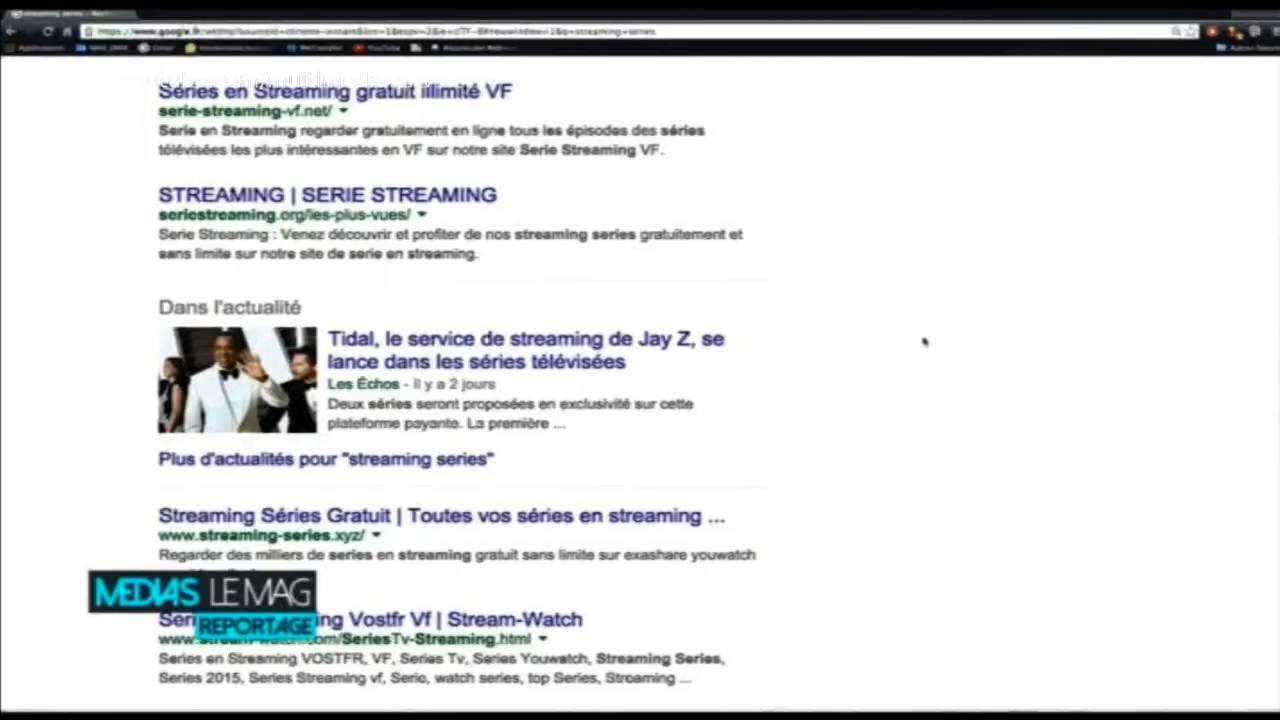 Séries en Streaming gratuit illimité VF
serie-streaming-vf.net/
Serie en Streaming regarder gratuitement en ligne tous les épisodes des séries
télévisées les plus intéressantes en VF sur notre site Serie Streaming VF.
STREAMING | SERIE STREAMING
seriestreaming.org/les-plus-vues/
Serie Streaming : Venez découvrir et profiter de nos streaming series gratuitement et
sans limite sur notre site de serie en streaming.
Dans l'actualité
Tidal, le service de streaming de Jay Z, se
lance dans les séries télévisées
Les Échos - Il y a 2 jours
Deux séries seront proposées en exclusivité sur cette
plateforme payante. La première ...
Plus d'actualités pour "streaming series"
Streaming Séries Gratuit | Toutes vos séries en streaming ...
www.streaming-series.xyz/
Regarder des milliers de series en streaming gratuit sans limite sur exashare youwatch
MEDIAS LE MAG
REPORTAGE
Vostfr Vf | Stream-Watch
/SeriesTv-Streaming.html
Series en Streaming VOSTFR, VF, Series Tv, Series Youwatch, Streaming Series,
Series 2015, Series Streaming vf, Serie, watch series, top Series, Streaming ...